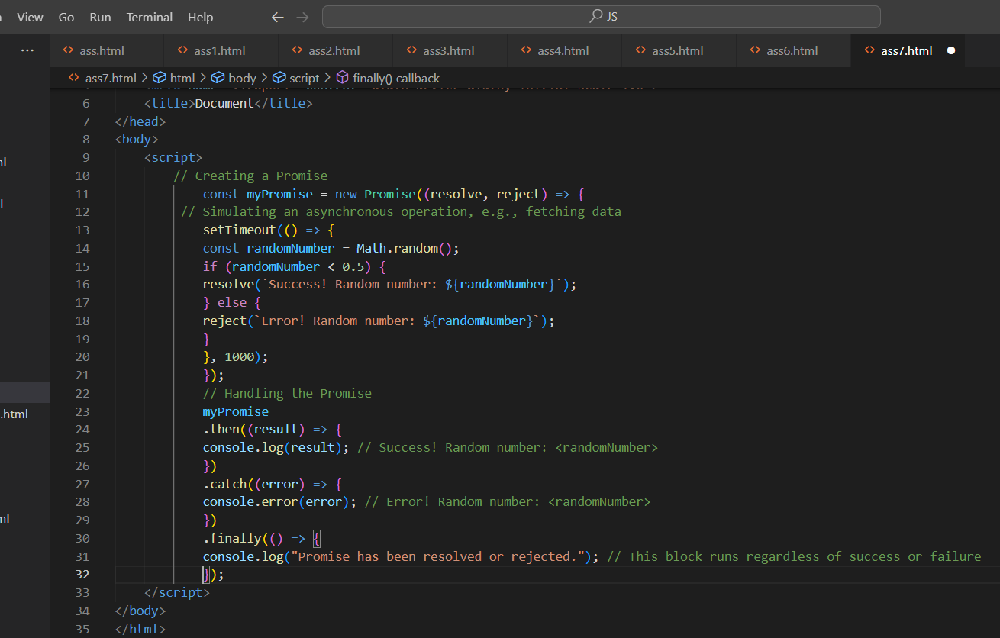 View Go Run Terminal Help ← → JS
... ass.html ass1.html ass2.html ass3.html ass4.html ass5.html ass6.html ass7.html
ass7.html > html > body > script > finally() callback
6 <title>Document</title>
7 </head>
8 <body>
9 <script>
10 // Creating a Promise
11 const myPromise = new Promise((resolve, reject) => {
12 // Simulating an asynchronous operation, e.g., fetching data
13 setTimeout(() => {
14 const randomNumber = Math.random();
15 if (randomNumber < 0.5) {
16 resolve(`Success! Random number: ${randomNumber}`);
17 } else {
18 reject(`Error! Random number: ${randomNumber}`);
19 }
20 }, 1000);
21 });
22 // Handling the Promise
23 myPromise
24 .then((result) => {
25 console.log(result); // Success! Random number: <randomNumber>
26 })
27 .catch((error) => {
28 console.error(error); // Error! Random number: <randomNumber>
29 })
30 .finally(() => {
31 console.log("Promise has been resolved or rejected."); // This block runs regardless of success or failure
32 });
33 </script>
34 </body>
35 </html>
.html